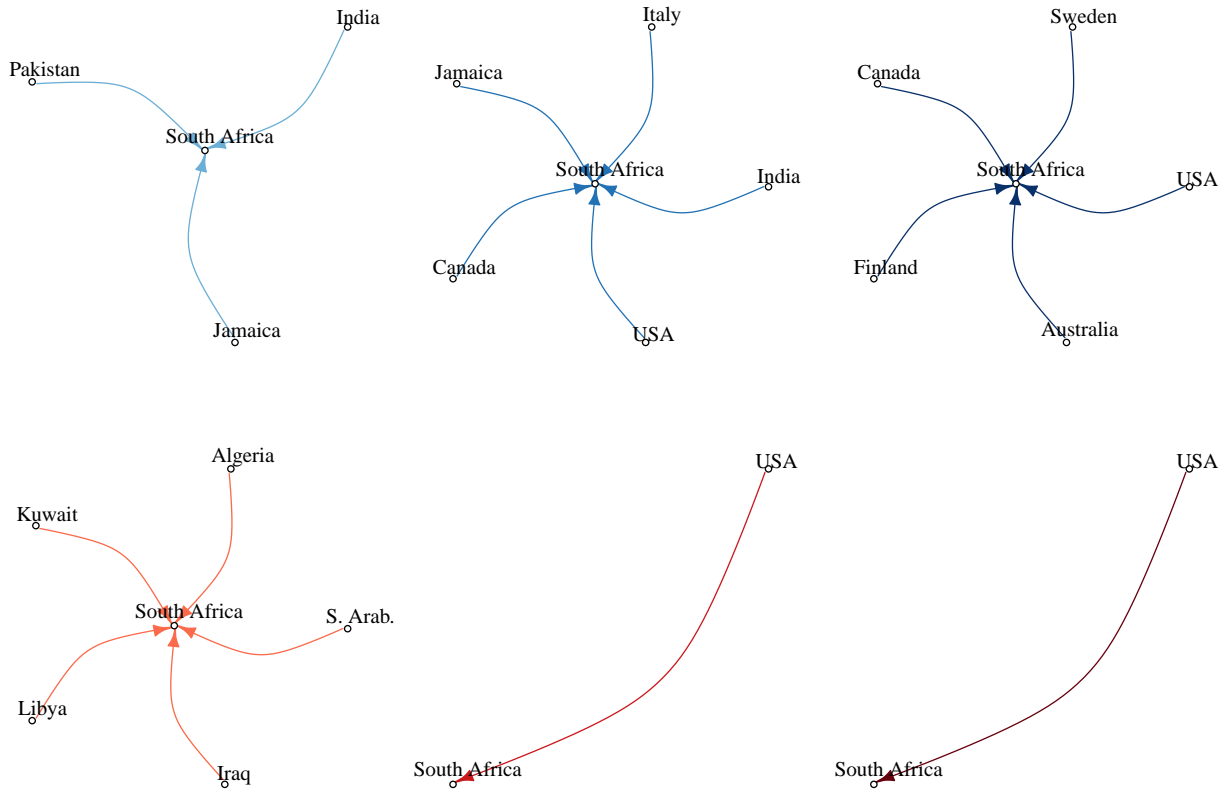 India
Pakistan
South Africa
Jamaica
Italy
Jamaica
South Africa
India
Canada
USA
Sweden
Canada
South Africa
USA
Finland
Australia
Algeria
Kuwait
South Africa
S. Arab.
Libya
Iraq
USA
South Africa
USA
South Africa